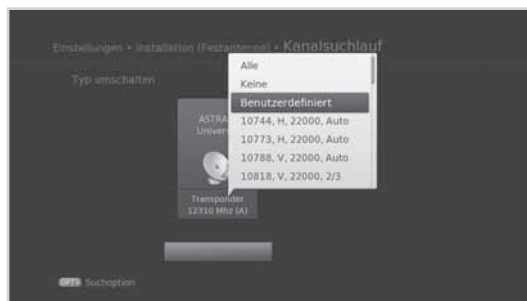 Einstellungen • Installation (Festantenne) • Kanalsuchlauf
Typ umschalten
Alle
Keine
Benutzerdefiniert
10744, H, 22000, Auto
10773, H, 22000, Auto
10788, V, 22000, Auto
10818, V, 22000, 2/3
ASTRA
Univer
Transponder
12310 Mhz (A)
OPT+ Suchoption